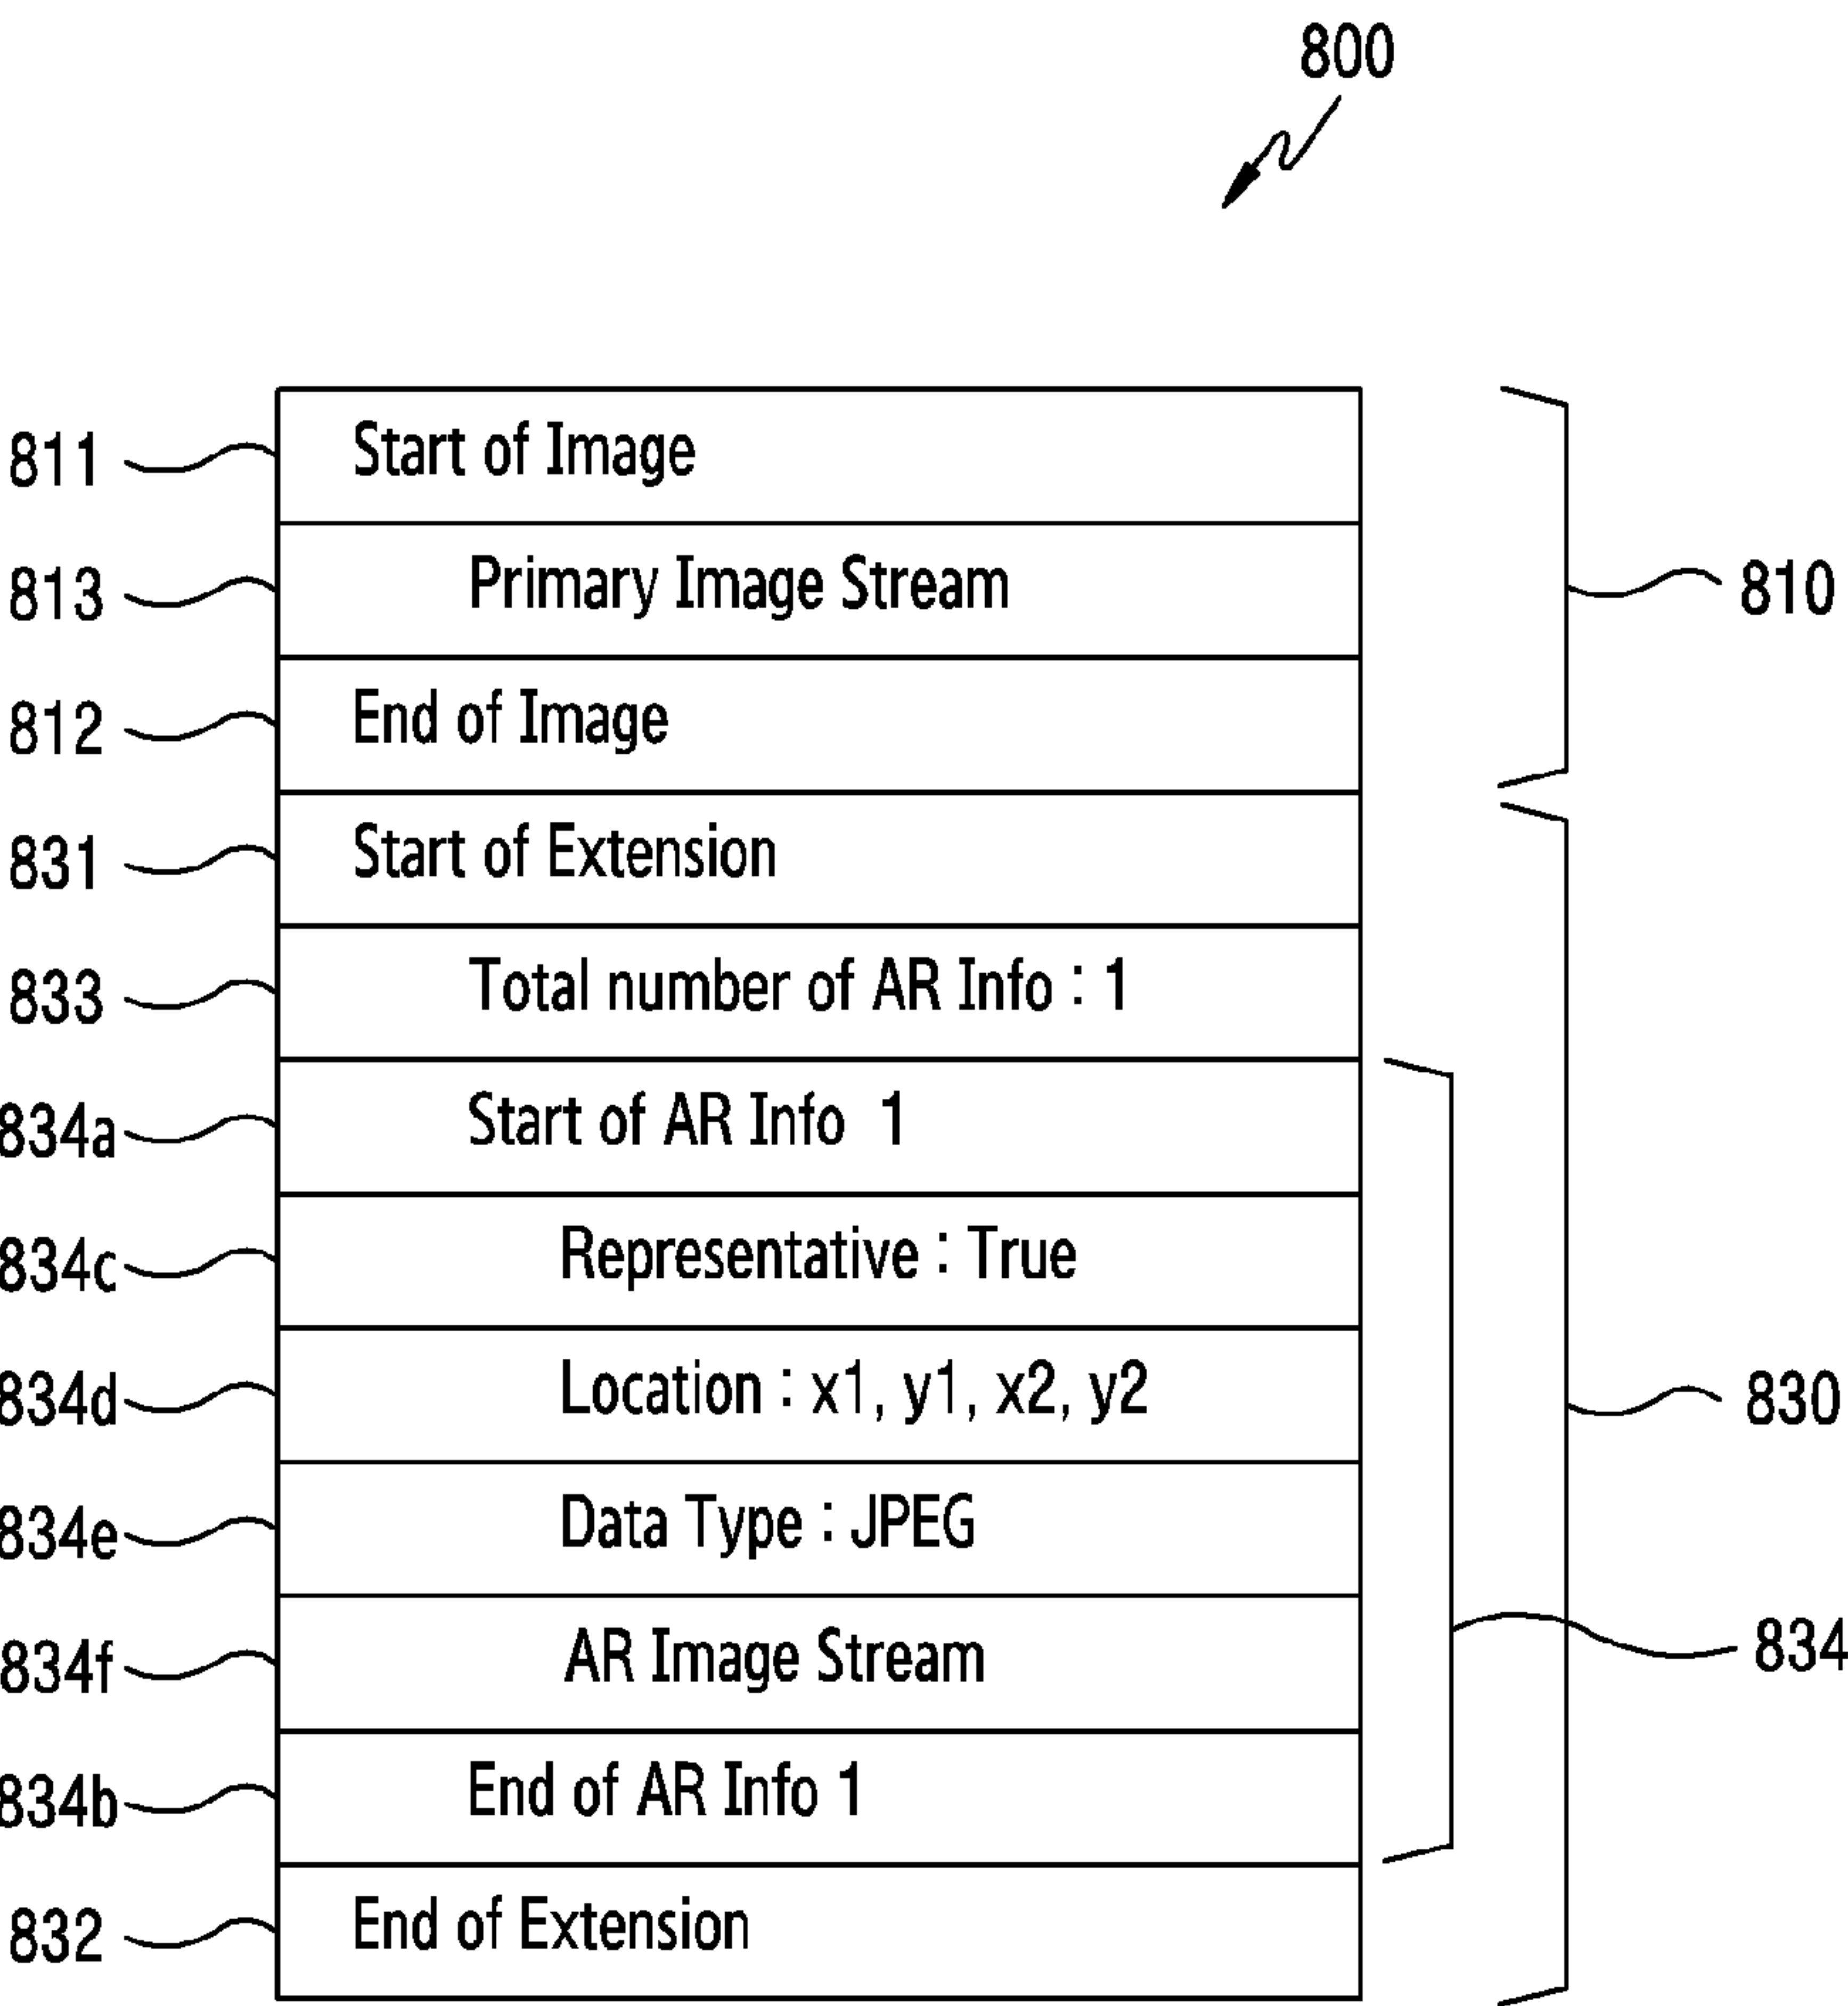 800
811 Start of Image
813 Primary Image Stream
810
812 End of Image
831 Start of Extension
833 Total number of AR Info : 1
834a Start of AR Info 1
834c Representative : True
834d Location : x1, y1, x2, y2
830
834e Data Type : JPEG
834f AR Image Stream
834
834b End of AR Info 1
832 End of Extension